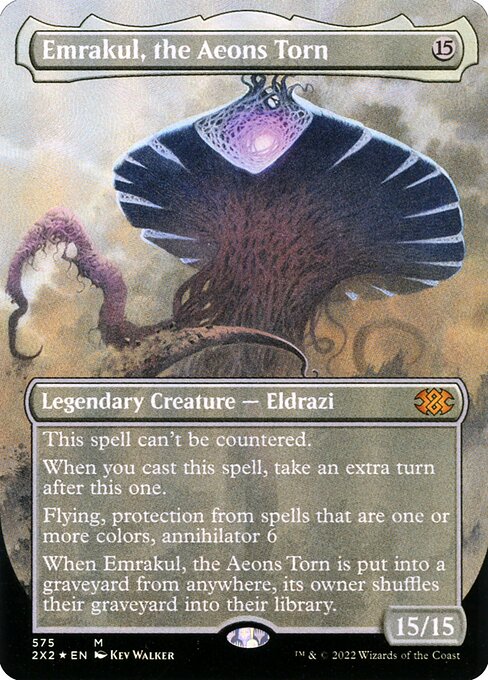 Emrakul, the Aeons Torn 15
Legendary Creature — Eldrazi
This spell can't be countered.
When you cast this spell, take an extra turn
after this one.
Flying, protection from spells that are one or
more colors, annihilator 6
When Emrakul, the Aeons Torn is put into a
graveyard from anywhere, its owner shuffles
their graveyard into their library.
15/15
575 M
2X2 ★ EN Kev Walker
™ & © 2022 Wizards of the Coast